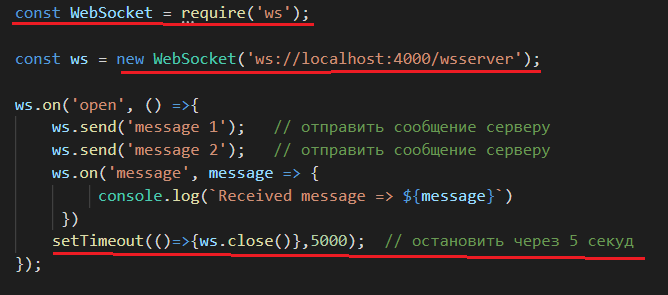 const WebSocket = require('ws');
const ws = new WebSocket('ws://localhost:4000/wsserver');
ws.on('open', () =>{
ws.send('message 1');   // отправить сообщение серверу
ws.send('message 2');   // отправить сообщение серверу
ws.on('message', message => {
console.log(`Received message => ${message}`)
})
setTimeout(()=>{ws.close()},5000);  // остановить через 5 секуд
});